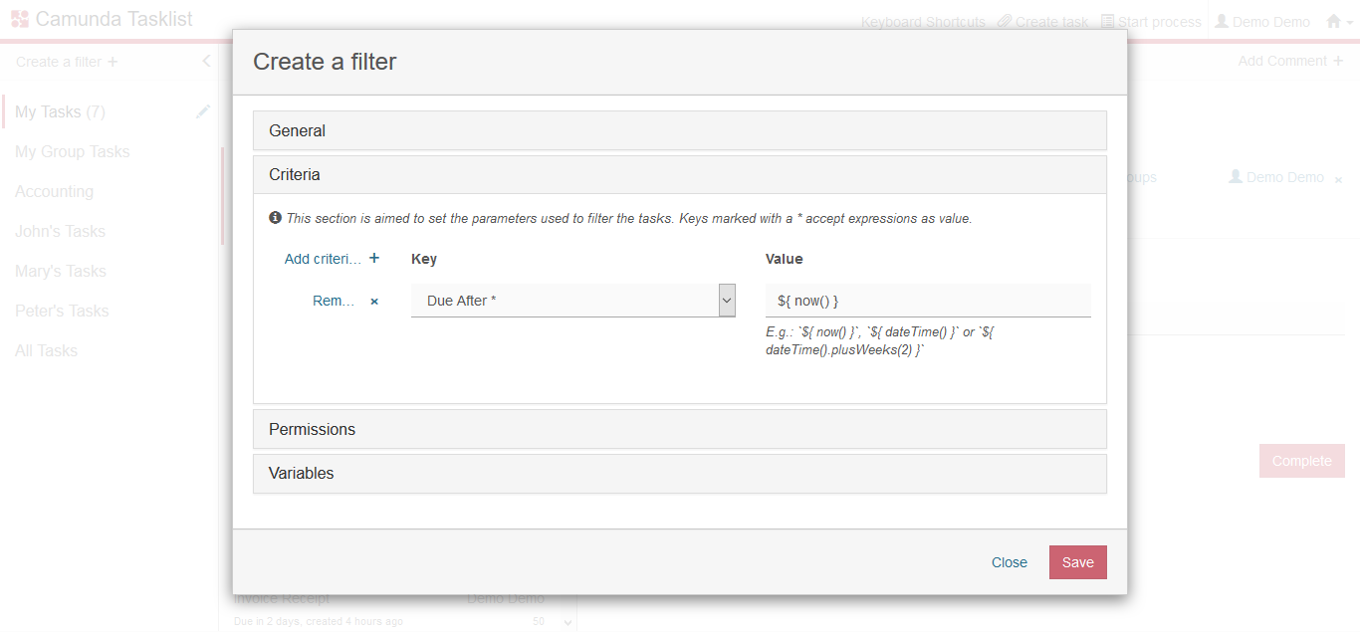 Camunda Tasklist
Keyboard Shortcuts Create task Start process Demo Demo
Create a filter +
Add Comment +
My Tasks (7)
My Group Tasks
Accounting
John's Tasks
Mary's Tasks
Peter's Tasks
All Tasks
Create a filter
General
Criteria
This section is aimed to set the parameters used to filter the tasks. Keys marked with a * accept expressions as value.
Add criteri... + Key Value
Rem... × Due After * ${ now() }
E.g.: `${ now() }`, `${ dateTime() }` or `${
dateTime().plusWeeks(2) }`
Permissions
Variables
Close Save
oups Demo Demo ×
Complete
Invoice Receipt Demo Demo
Due in 2 days, created 4 hours ago 50